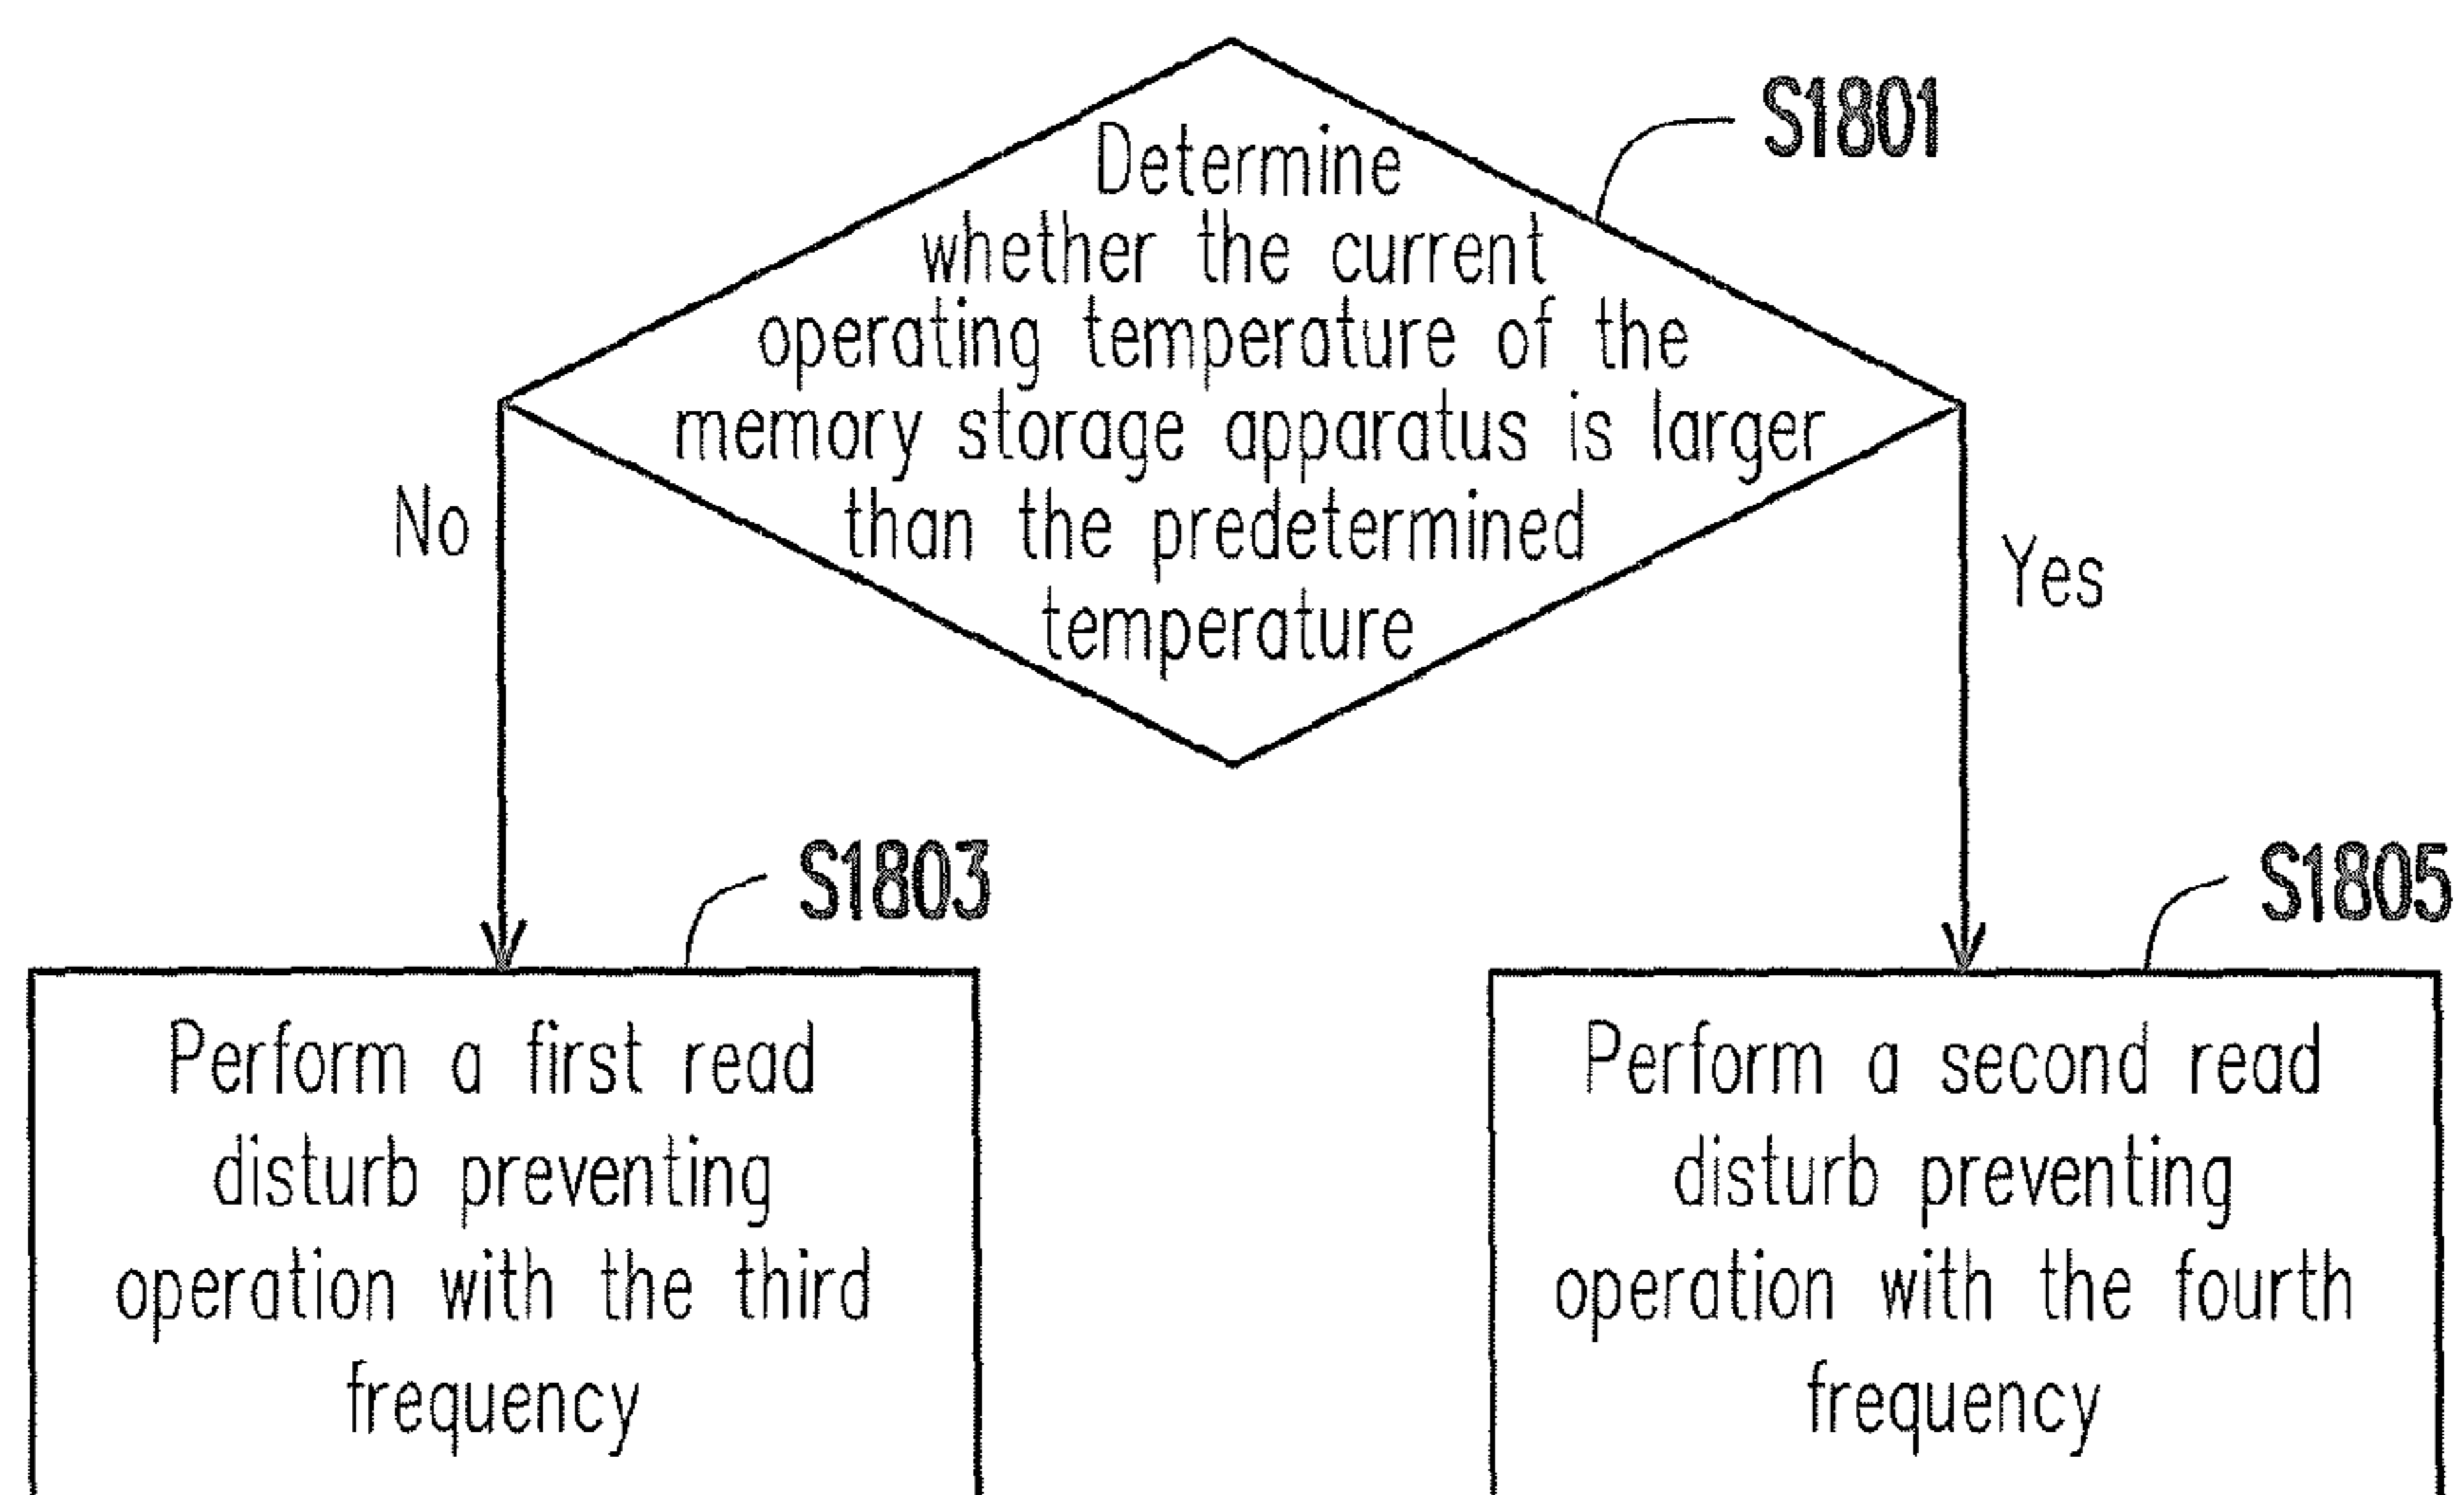 S1801
Determine
whether the current
operating temperature of the
memory storage apparatus is larger
than the predetermined
temperature
No
Yes
S1803
Perform a first read
disturb preventing
operation with the third
frequency
S1805
Perform a second read
disturb preventing
operation with the fourth
frequency